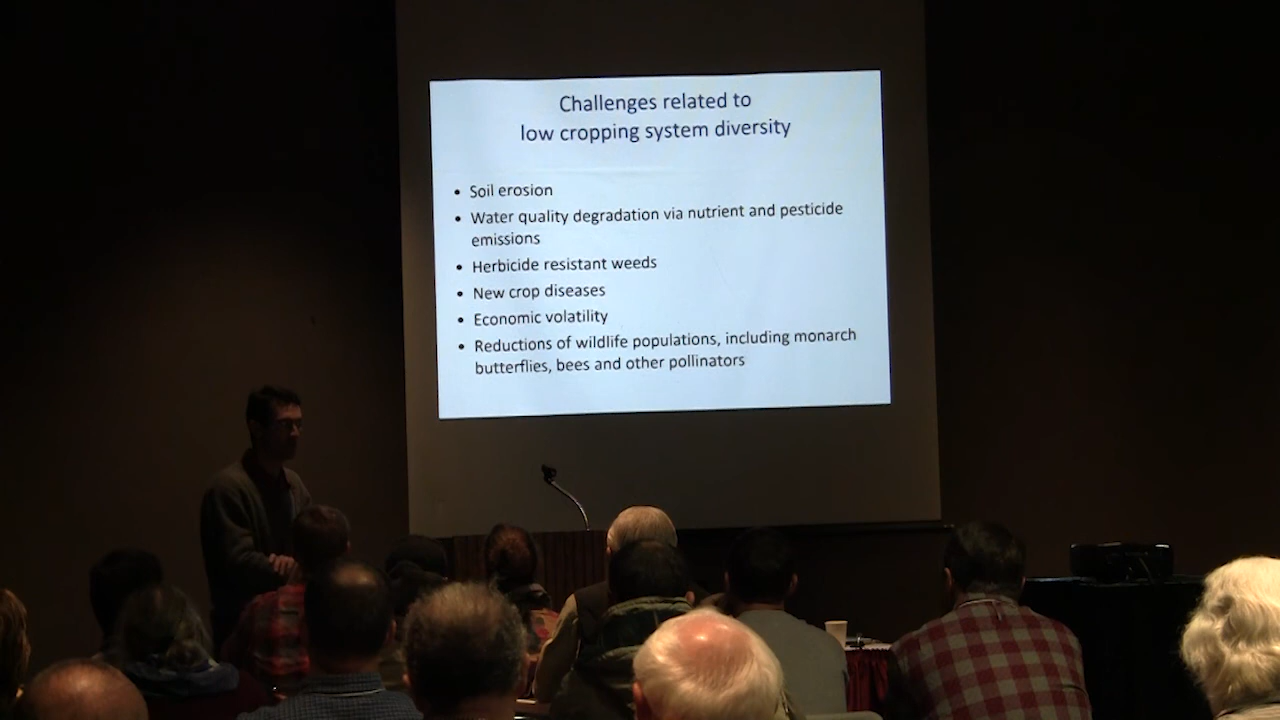 Challenges related to
low cropping system diversity
• Soil erosion
• Water quality degradation via nutrient and pesticide
emissions
• Herbicide resistant weeds
• New crop diseases
• Economic volatility
• Reductions of wildlife populations, including monarch
butterflies, bees and other pollinators